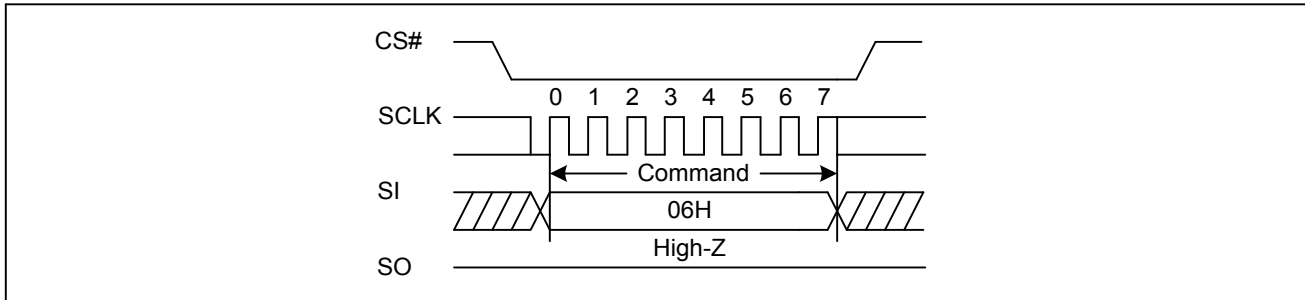 CS#
0 1 2 3 4 5 6 7
SCLK
Command
SI
06H
High-Z
SO